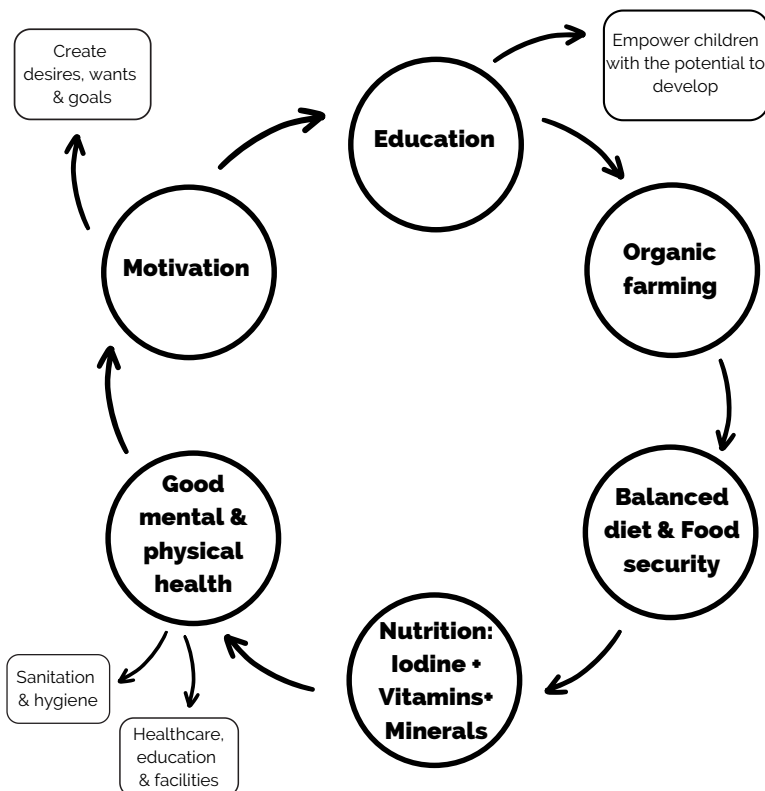 Create
desires, wants
& goals
Education
Empower children
with the potential to
develop
Motivation
Organic
farming
Good
mental &
physical
health
Balanced
diet & Food
security
Nutrition:
Iodine +
Vitamins+
Minerals
Sanitation
& hygiene
Healthcare,
education
& facilities